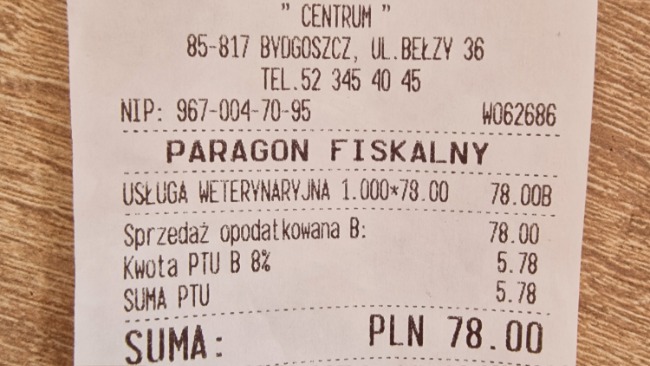 " CENTRUM "
85-817 BYDGOSZCZ, UL.BEŁZY 36
TEL.52 345 40 45
NIP: 967-004-70-95 W062686
PARAGON FISKALNY
USŁUGA WETERYNARYJNA 1.000*78.00 78.00B
Sprzedaż opodatkowana B: 78.00
Kwota PTU B 8% 5.78
SUMA PTU 5.78
SUMA: PLN 78.00